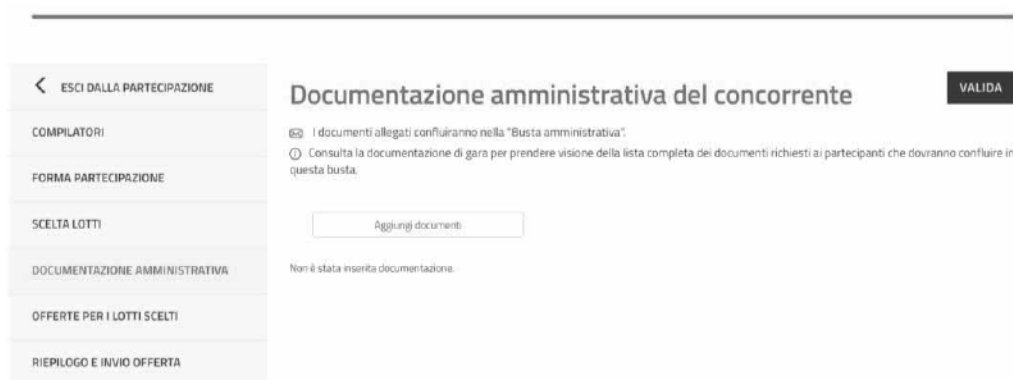 ESCI DALLA PARTECIPAZIONE
COMPILATORI
FORMA PARTECIPAZIONE
SCELTA LOTTI
DOCUMENTAZIONE AMMINISTRATIVA
OFFERTE PER I LOTTI SCELTI
RIEPILOGO E INVIO OFFERTA
Documentazione amministrativa del concorrente
VALIDA
I documenti allegati confluiranno nella "Busta amministrativa".
Consulta la documentazione di gara per prendere visione della lista completa dei documenti richiesti ai partecipanti che dovranno confluire in
questa busta.
Aggiungi documenti
Non è stata inserita documentazione.